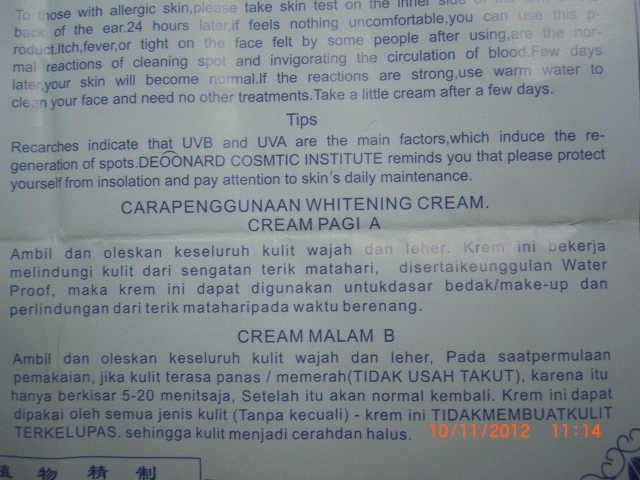 To those with allergic skin,please take skin test on the inner side
back of the ear.24 hours later,if feels nothing uncomfortable,you can use this p-
roduct.Itch,fever,or tight on the face felt by some people after using,are the nor-
mal reactions of cleaning spot and invigorating the circulation of blood.Few days
later,your skin will become normal.If the reactions are strong,use warm water to
clean your face and need no other treatments.Take a little cream after a few days.
Tips
Recarches indicate that UVB and UVA are the main factors,which induce the re-
generation of spots.DEOONARD COSMTIC INSTITUTE reminds you that please protect
yourself from insolation and pay attention to skin's daily maintenance.
CARAPENGGUNAAN WHITENING CREAM.
CREAM PAGI A
Ambil dan oleskan keseluruh kulit wajah dan leher. Krem ini bekerja
melindungi kulit dari sengatan terik matahari, disertaikeunggulan Water
Proof, maka krem ini dapat digunakan untukdasar bedak/make-up dan
perlindungan dari terik mataharipada waktu berenang.
CREAM MALAM B
Ambil dan oleskan keseluruh kulit wajah dan leher, Pada saatpermulaan
pemakaian, jika kulit terasa panas / memerah(TIDAK USAH TAKUT), karena itu
hanya berkisar 5-20 menitsaja, Setelah itu akan normal kembali. Krem ini dapat
dipakai oleh semua jenis kulit (Tanpa kecuali) - krem ini TIDAKMEMBUATKULIT
TERKELUPAS. sehingga kulit menjadi cerahdan halus.
10/11/2012 11:14
植物精制